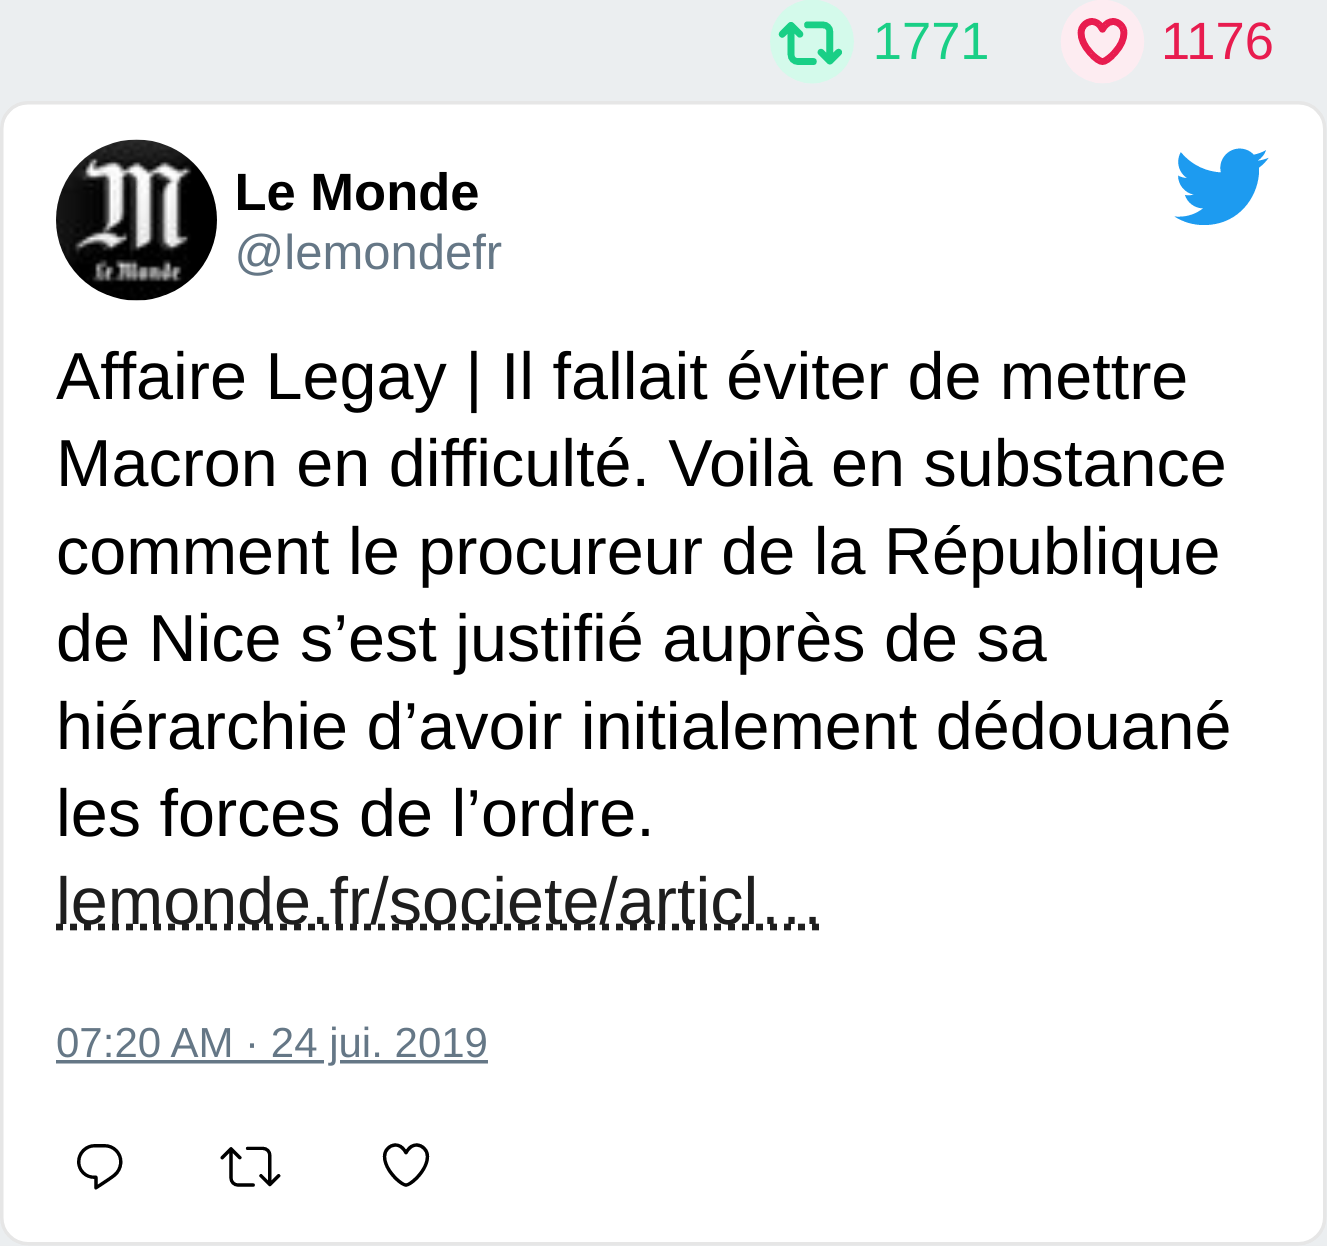 1771 1176
Le Monde
Le Monde
@lemondefr
Affaire Legay | Il fallait éviter de mettre
Macron en difficulté. Voilà en substance
comment le procureur de la République
de Nice s’est justifié auprès de sa
hiérarchie d’avoir initialement dédouané
les forces de l’ordre.
lemonde.fr/societe/articl…
07:20 AM · 24 jui. 2019